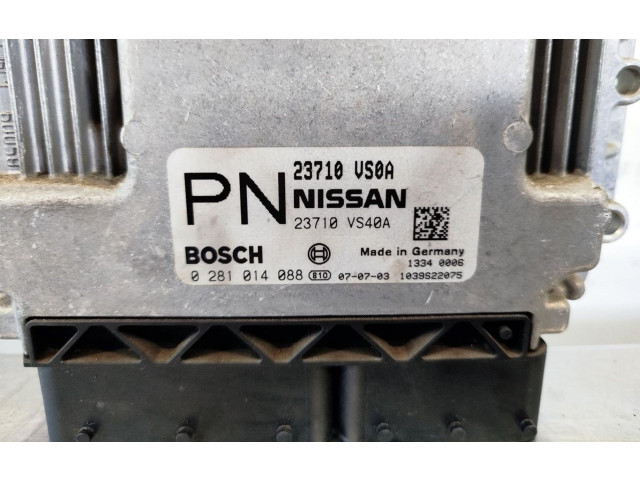 PN
23710 VS0A
NISSAN
23710 VS40A
BOSCH
Made in Germany
1334 0006
0 281 014 088 810 07-07-03 1039S22075